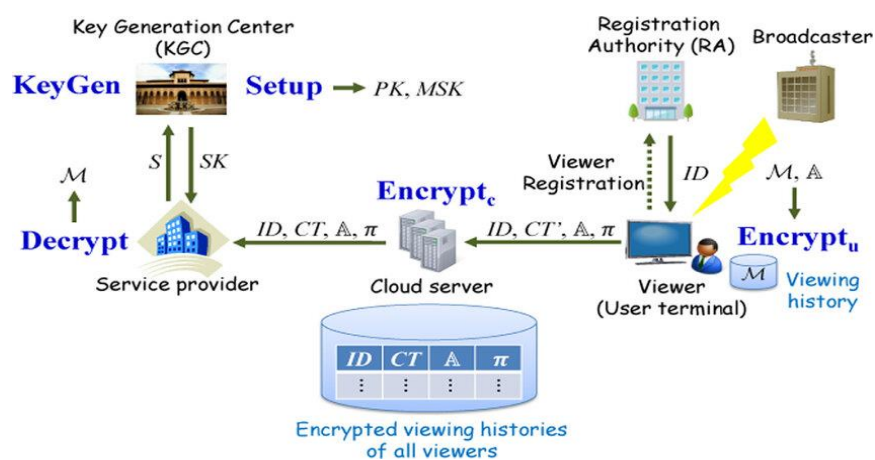 Key Generation Center
(KGC)
Registration
Authority (RA)
Broadcaster
KeyGen
Setup
PK, MSK
S
SK
Viewer
Registration
ID
ℳ, 𝔸
ℳ
Encrypt_c
Decrypt
ID, CT, 𝔸, π
ID, CT', 𝔸, π
Encrypt_u
Service provider
Cloud server
Viewer
(User terminal)
ℳ
Viewing
history
ID CT 𝔸 π
⋮ ⋮ ⋮ ⋮
Encrypted viewing histories
of all viewers